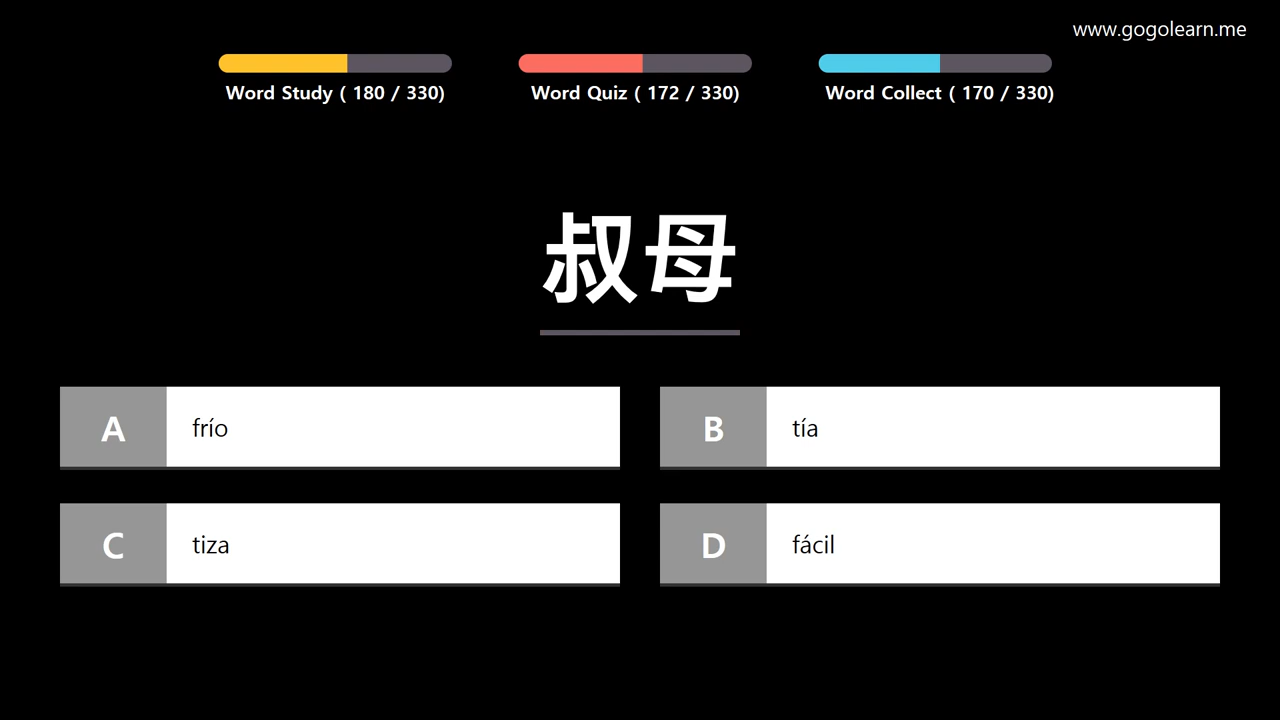 www.gogolearn.me
Word Study ( 180 / 330)
Word Quiz ( 172 / 330)
Word Collect ( 170 / 330)
叔母
A frío
B tía
C tiza
D fácil